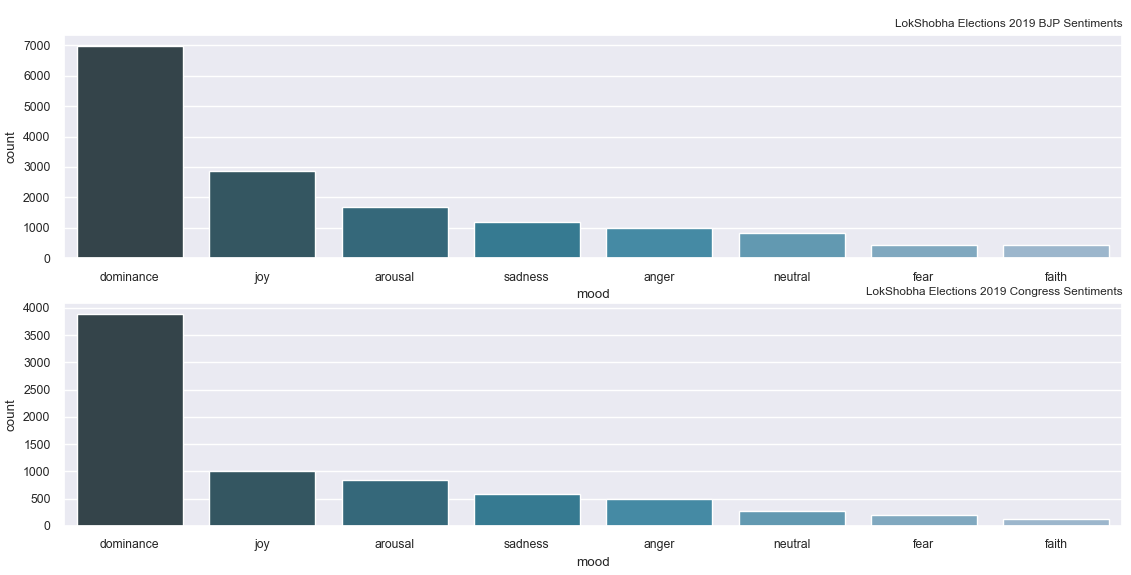 LokShobha Elections 2019 BJP Sentiments
7000
6000
5000
4000
3000
2000
1000
0
count
dominance joy arousal sadness anger neutral fear faith
mood
LokShobha Elections 2019 Congress Sentiments
4000
3500
3000
2500
2000
1500
1000
500
0
count
dominance joy arousal sadness anger neutral fear faith
mood